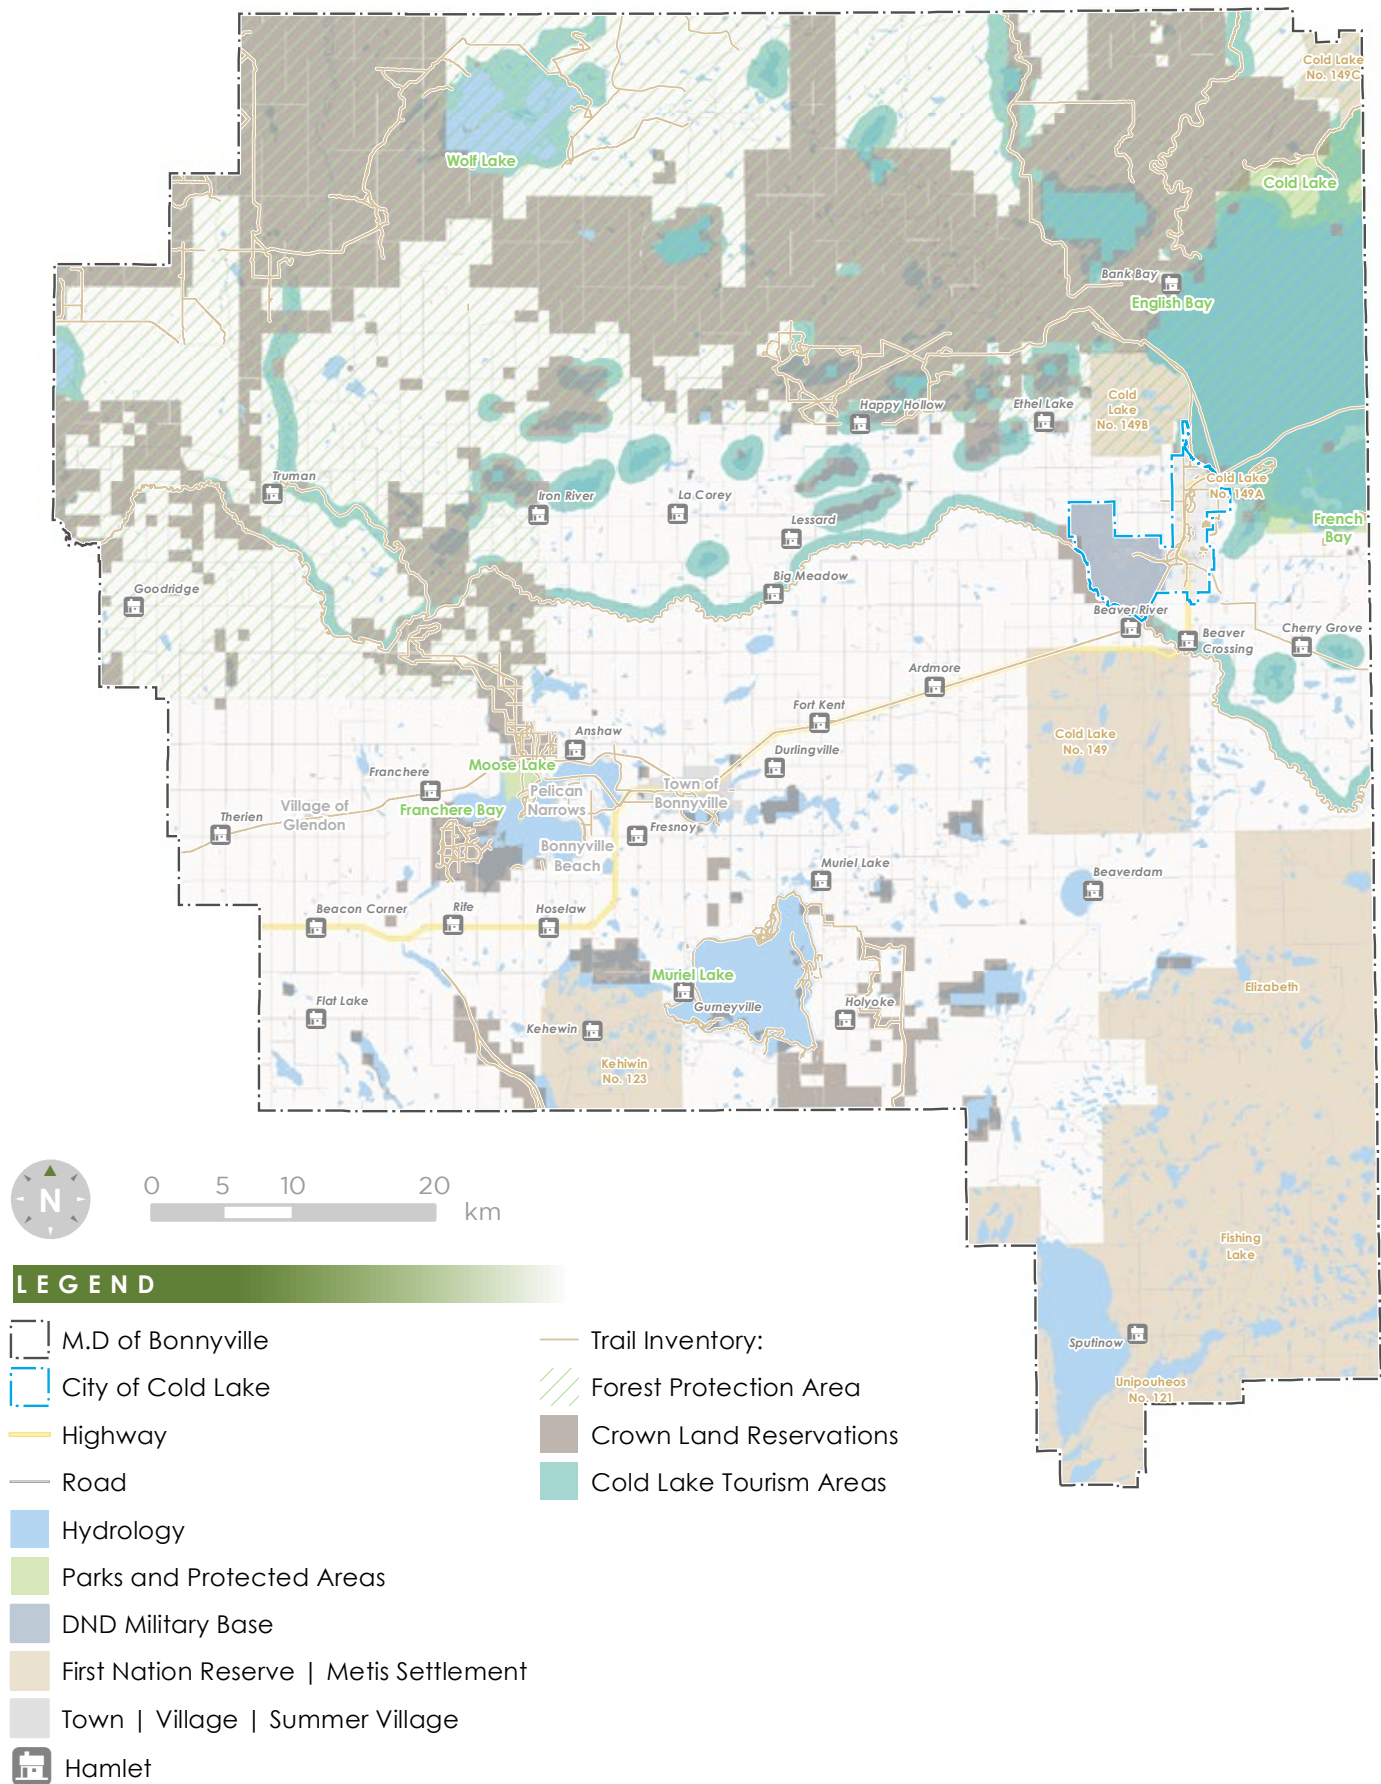 Cold Lake
No. 149C
Wolf Lake
Cold Lake
Bank Bay
English Bay
Happy Hollow
Ethel Lake
Cold
Lake
No. 149B
Truman
Iron River
La Corey
Lessard
Cold Lake
No. 149A
French
Bay
Big Meadow
Goodridge
Beaver River
Beaver
Crossing
Cherry Grove
Ardmore
Fort Kent
Cold Lake
No. 149
Anshaw
Durlingville
Moose Lake
Franchere
Town of
Bonnyville
Pelican
Narrows
Franchere Bay
Village of
Glendon
Therien
Fresnoy
Bonnyville
Beach
Muriel Lake
Beaverdam
Beacon Corner
Rife
Hoselaw
Muriel Lake
Gurneyville
Holyoke
Elizabeth
Flat Lake
Kehewin
Kehiwin
No. 123
Fishing
Lake
Sputinow
Unipouheos
No. 121
N
0 5 10 20
km
LEGEND
M.D of Bonnyville
City of Cold Lake
Highway
Road
Hydrology
Parks and Protected Areas
DND Military Base
First Nation Reserve | Metis Settlement
Town | Village | Summer Village
Hamlet
Trail Inventory:
Forest Protection Area
Crown Land Reservations
Cold Lake Tourism Areas